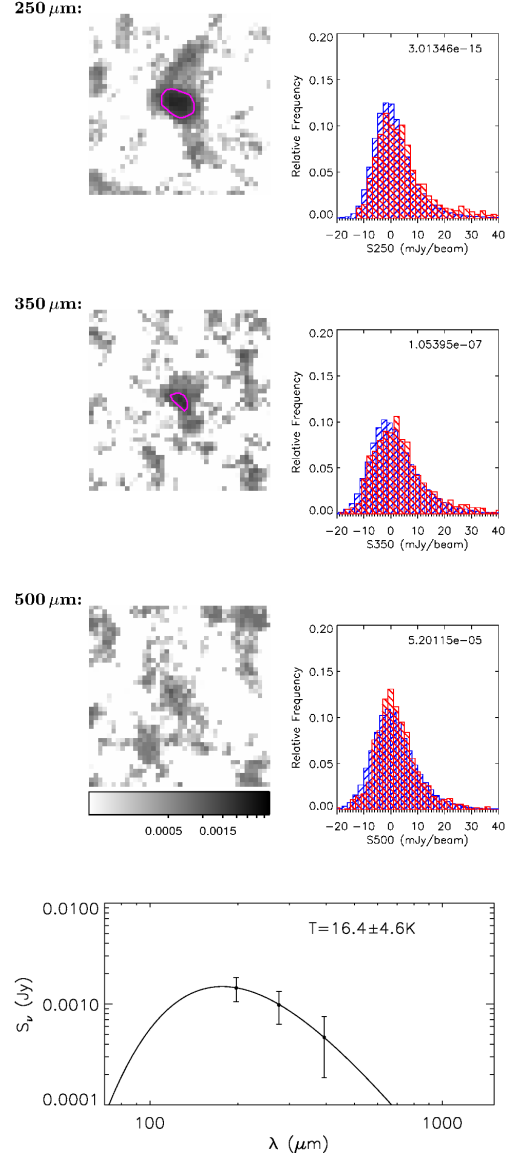 250 μm:
3.01346e-15
0.20
0.15
0.10
0.05
0.00
Relative Frequency
-20 -10 0 10 20 30 40
S250 (mJy/beam)
350 μm:
1.05395e-07
0.20
0.15
0.10
0.05
0.00
Relative Frequency
-20 -10 0 10 20 30 40
S350 (mJy/beam)
500 μm:
5.20115e-05
0.20
0.15
0.10
0.05
0.00
Relative Frequency
-20 -10 0 10 20 30 40
S500 (mJy/beam)
0.0005 0.0015
T=16.4±4.6K
0.0100
0.0010
0.0001
Sν (Jy)
100 1000
λ (μm)